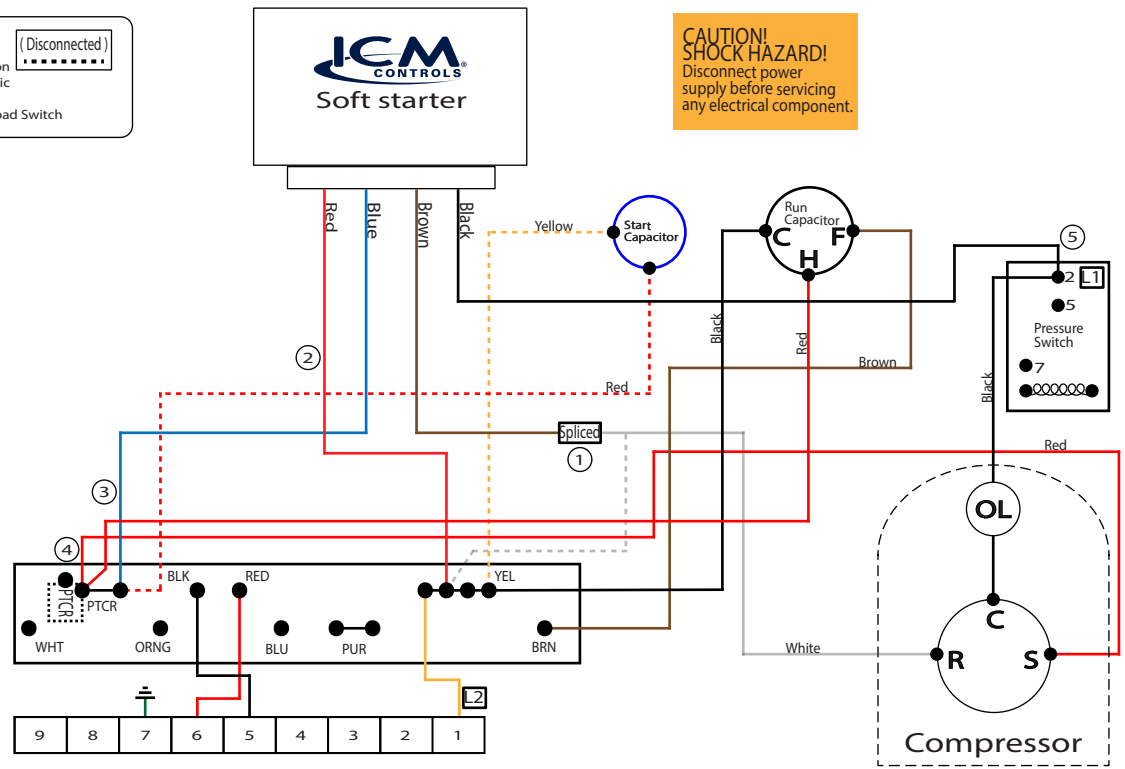 ( Disconnected )
on
ic
oad Switch
ICM®
CONTROLS
Soft starter
CAUTION!
SHOCK HAZARD!
Disconnect power
supply before servicing
any electrical component.
Red
Blue
Brown
Black
Yellow
Start
Capacitor
Run
Capacitor
C
F
H
5
2
L1
5
Pressure
Switch
7
2
Black
Red
Brown
Black
Red
Spliced
1
Red
3
4
OL
PTCR
PTCR
BLK
RED
YEL
WHT
ORNG
BLU
PUR
BRN
White
C
R
S
L2
9
8
7
6
5
4
3
2
1
Compressor